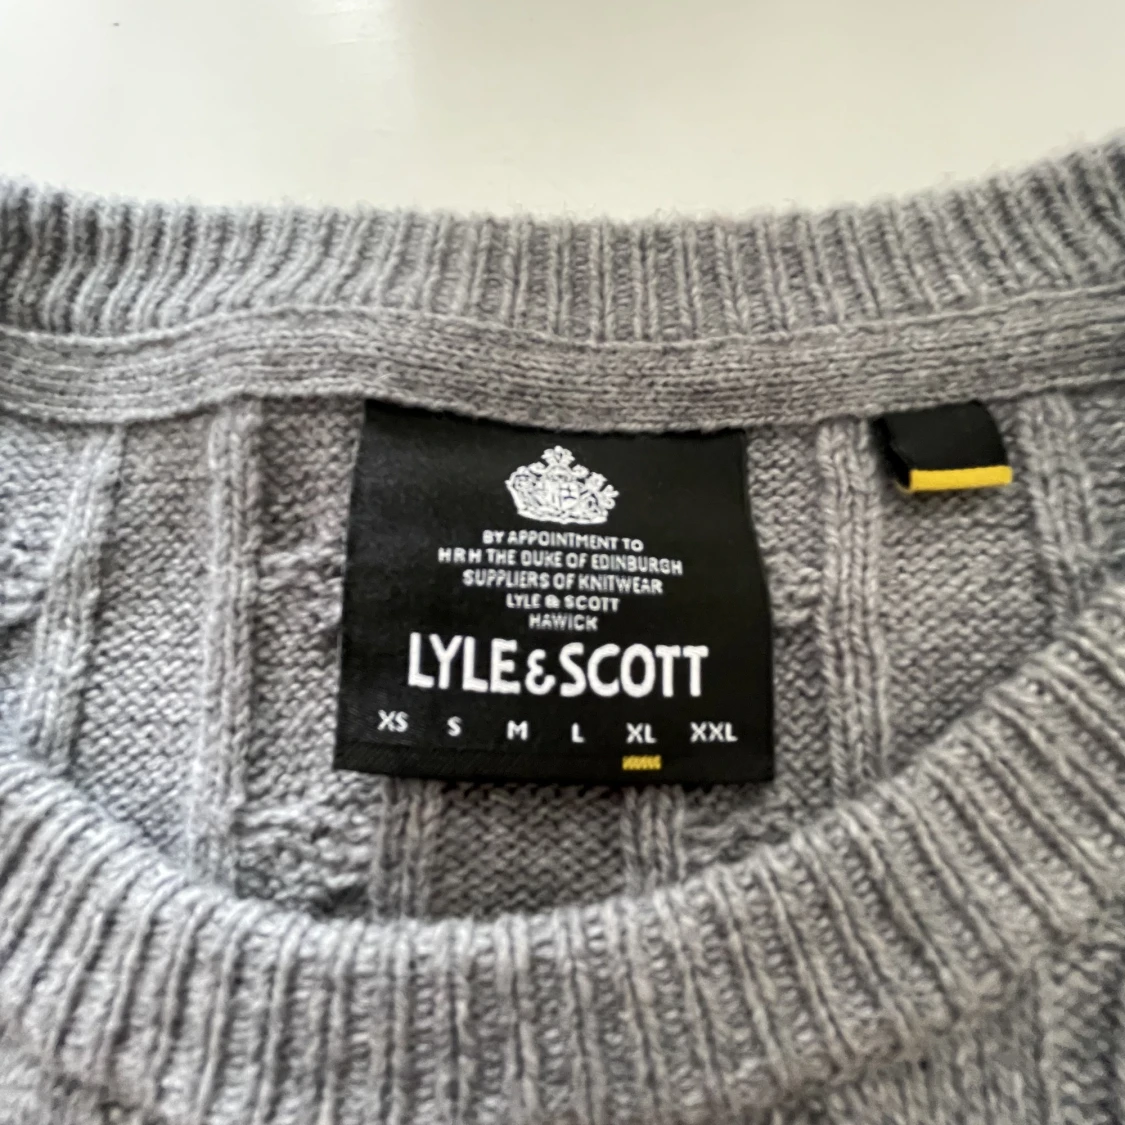 BY APPOINTMENT TO
HRH THE DUKE OF EDINBURGH
SUPPLIERS OF KNITWEAR
LYLE & SCOTT
HAWICK
LYLE & SCOTT
XS S M L XL XXL